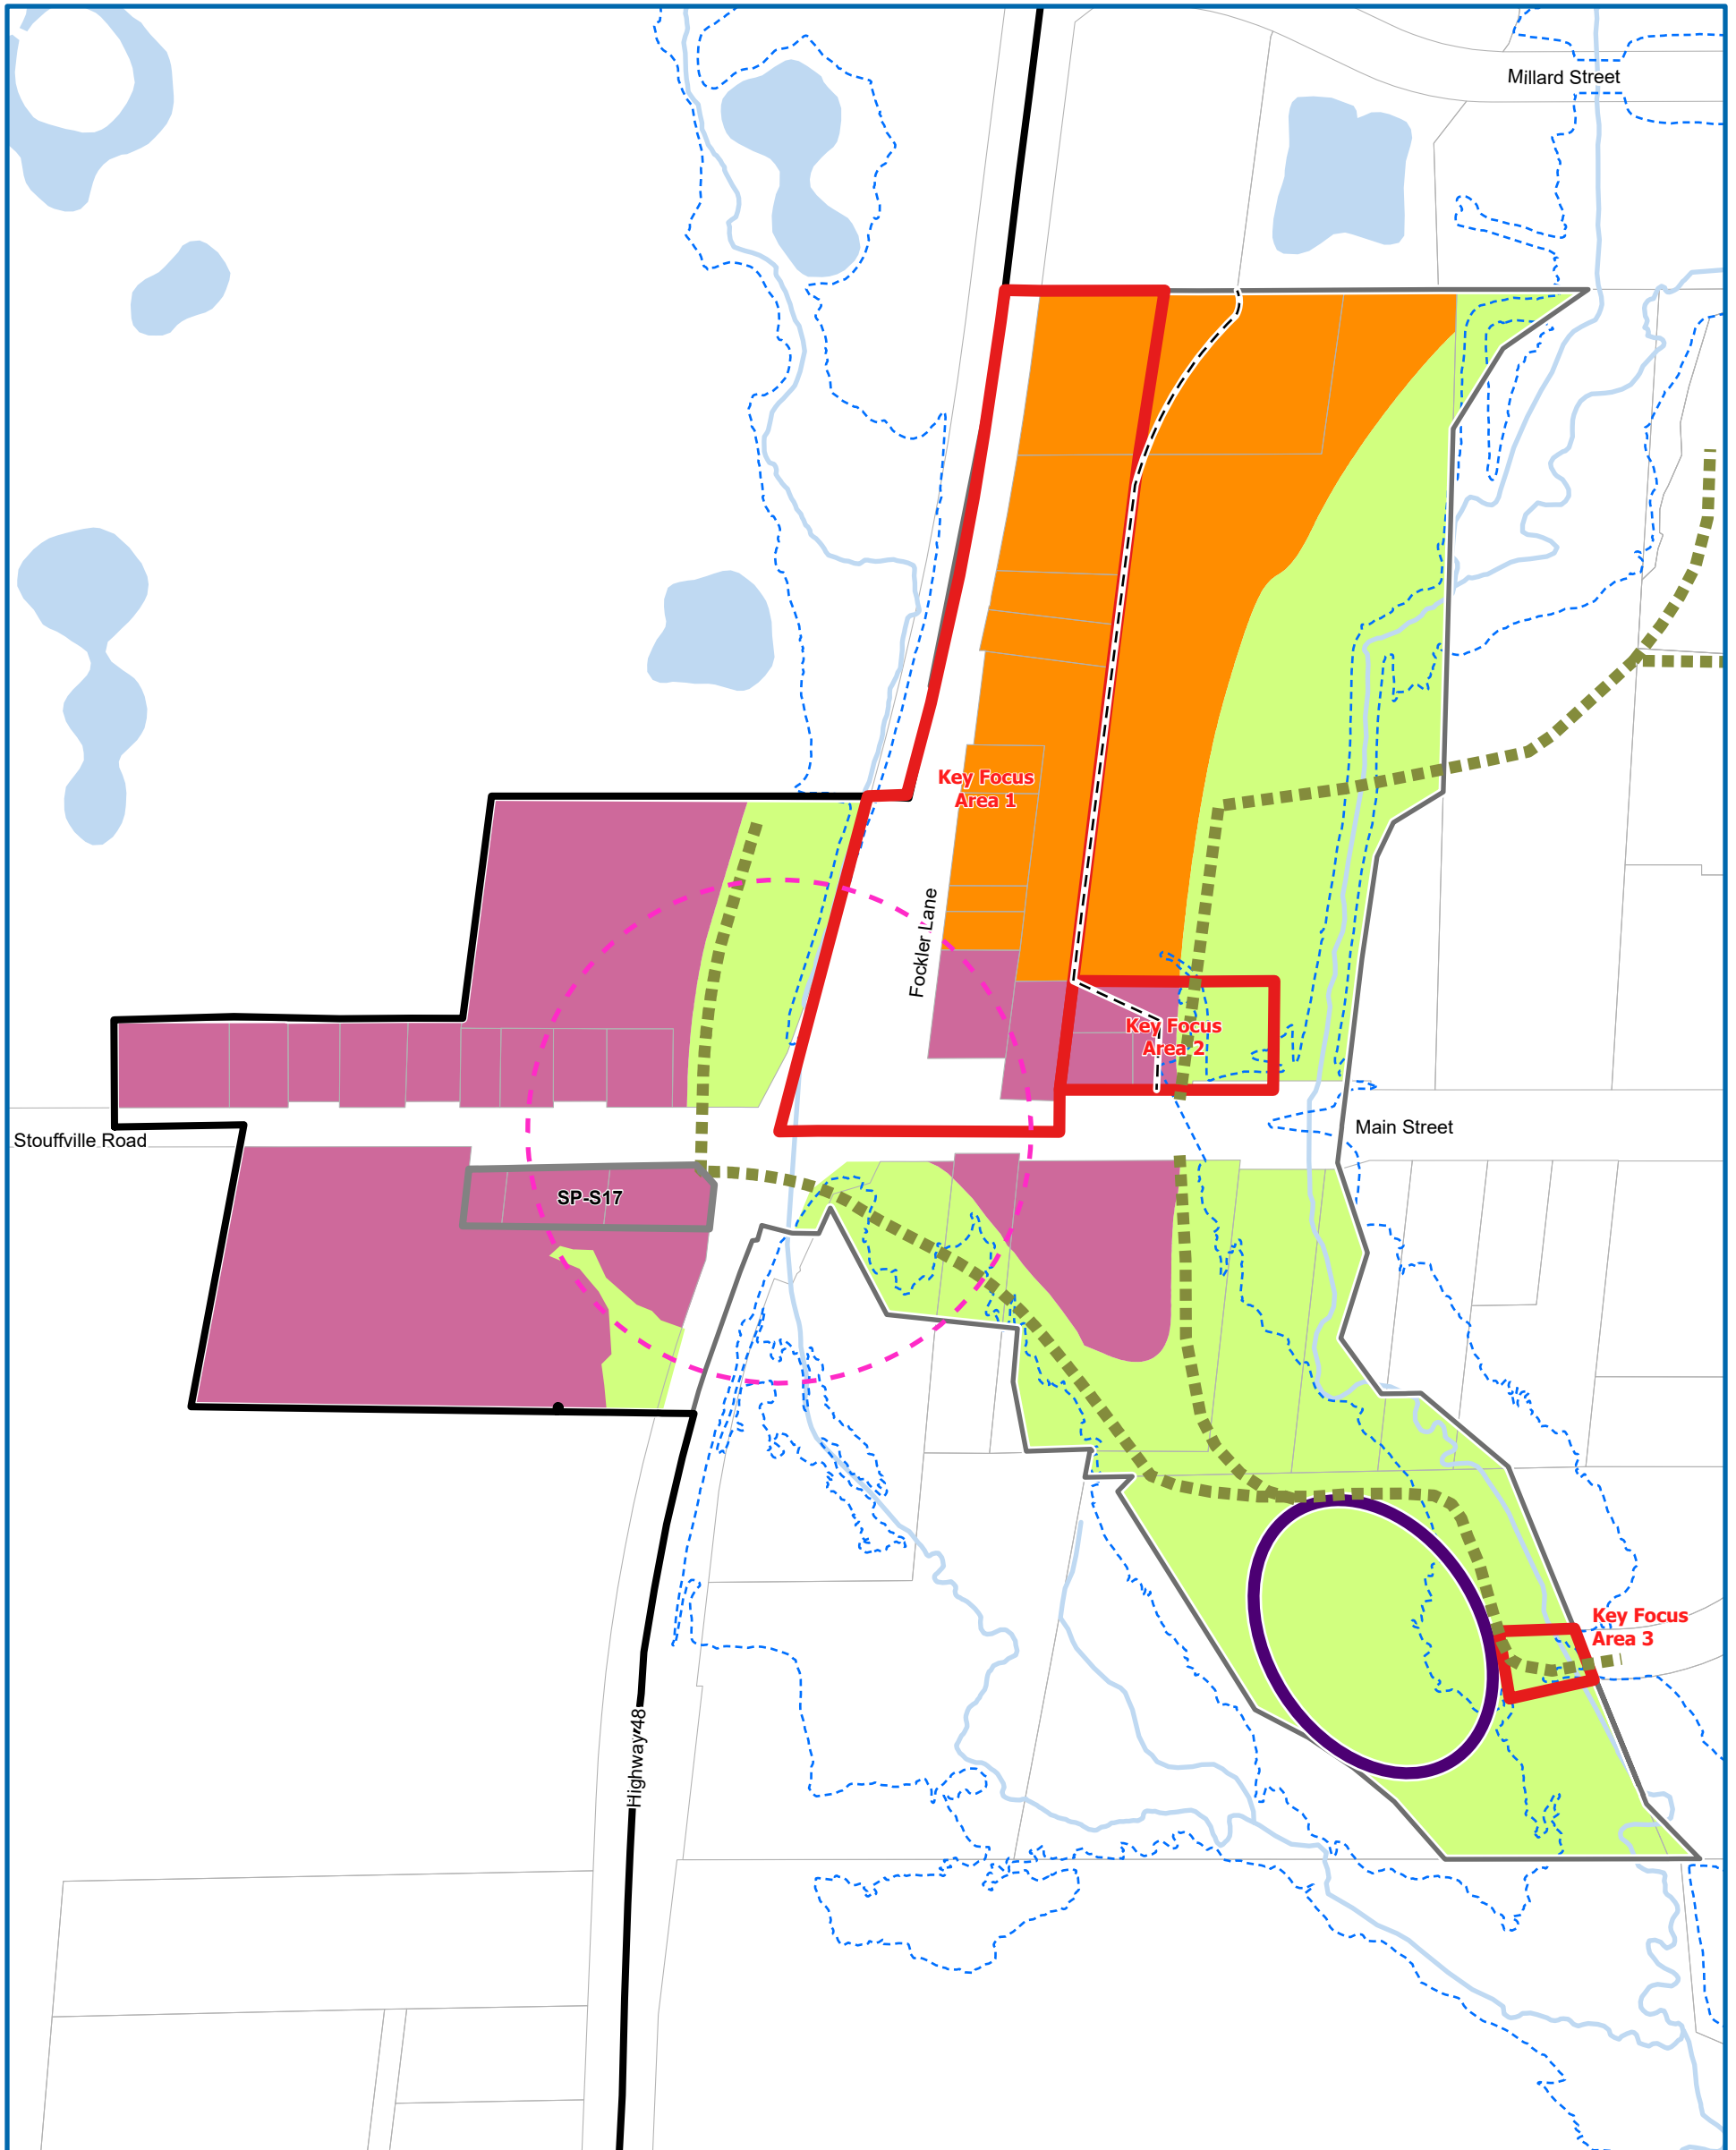 Millard Street
Key Focus
Area 1
Fockler Lane
Key Focus
Area 2
Stouffville Road
Main Street
SP-S17
Key Focus
Area 3
Highway 48